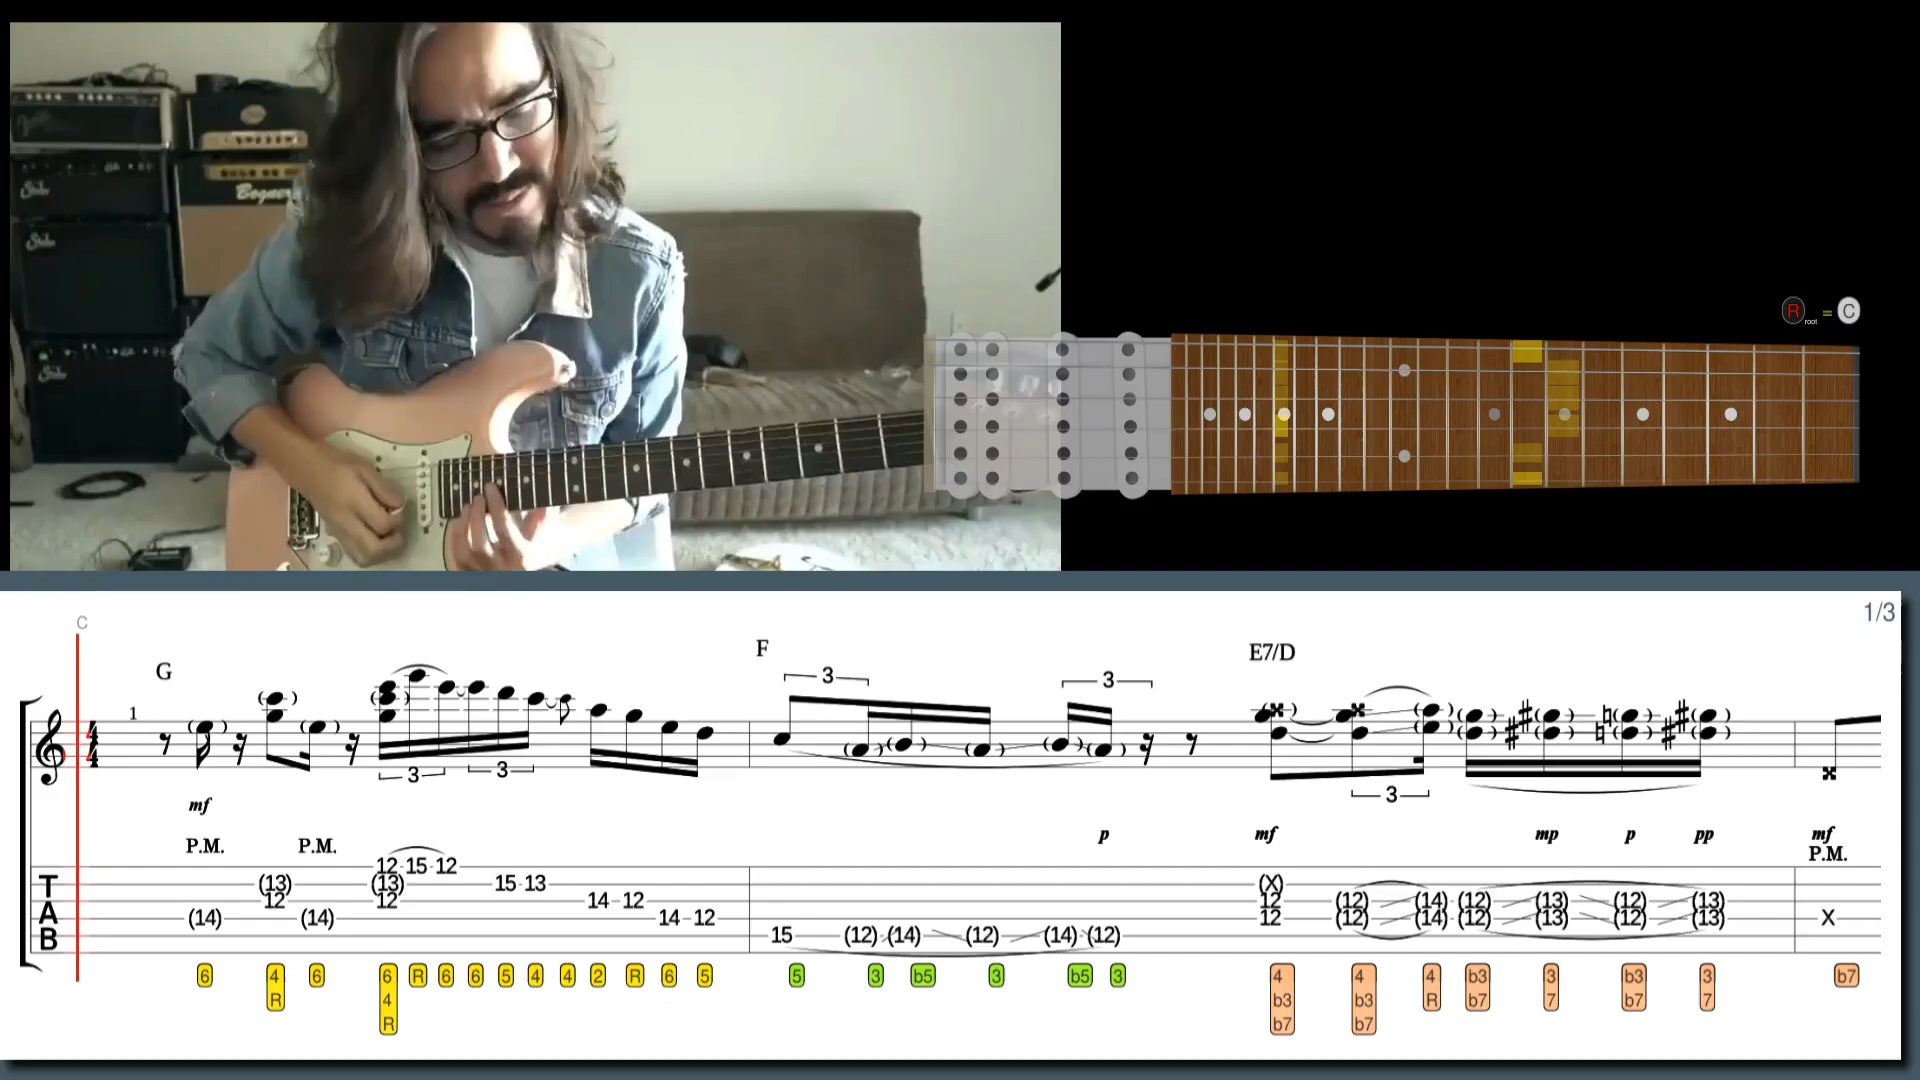 Bogner
R = C
root
1/3
C
G
F
E7/D
3
3
1
3
3
3
mf
p
mf
mp
p
pp
mf
P.M.
P.M.
P.M.
12 15 12
(13) (13) 15 13 (X)
12 12 14 12 12 (12) (14) (12) (13) (12) (13)
(14) (14) 14 12 12 (12) (14) (12) (13) (12) (13) X
15 (12) (14) (12) (14) (12)
TAB
6 4 6 6 R 6 6 5 4 4 2 R 6 5 5 3 b5 3 b5 3 4 4 4 b3 3 b3 3 b7
R 4 b3 b3 R b7 7 b7 7
R b7 b7